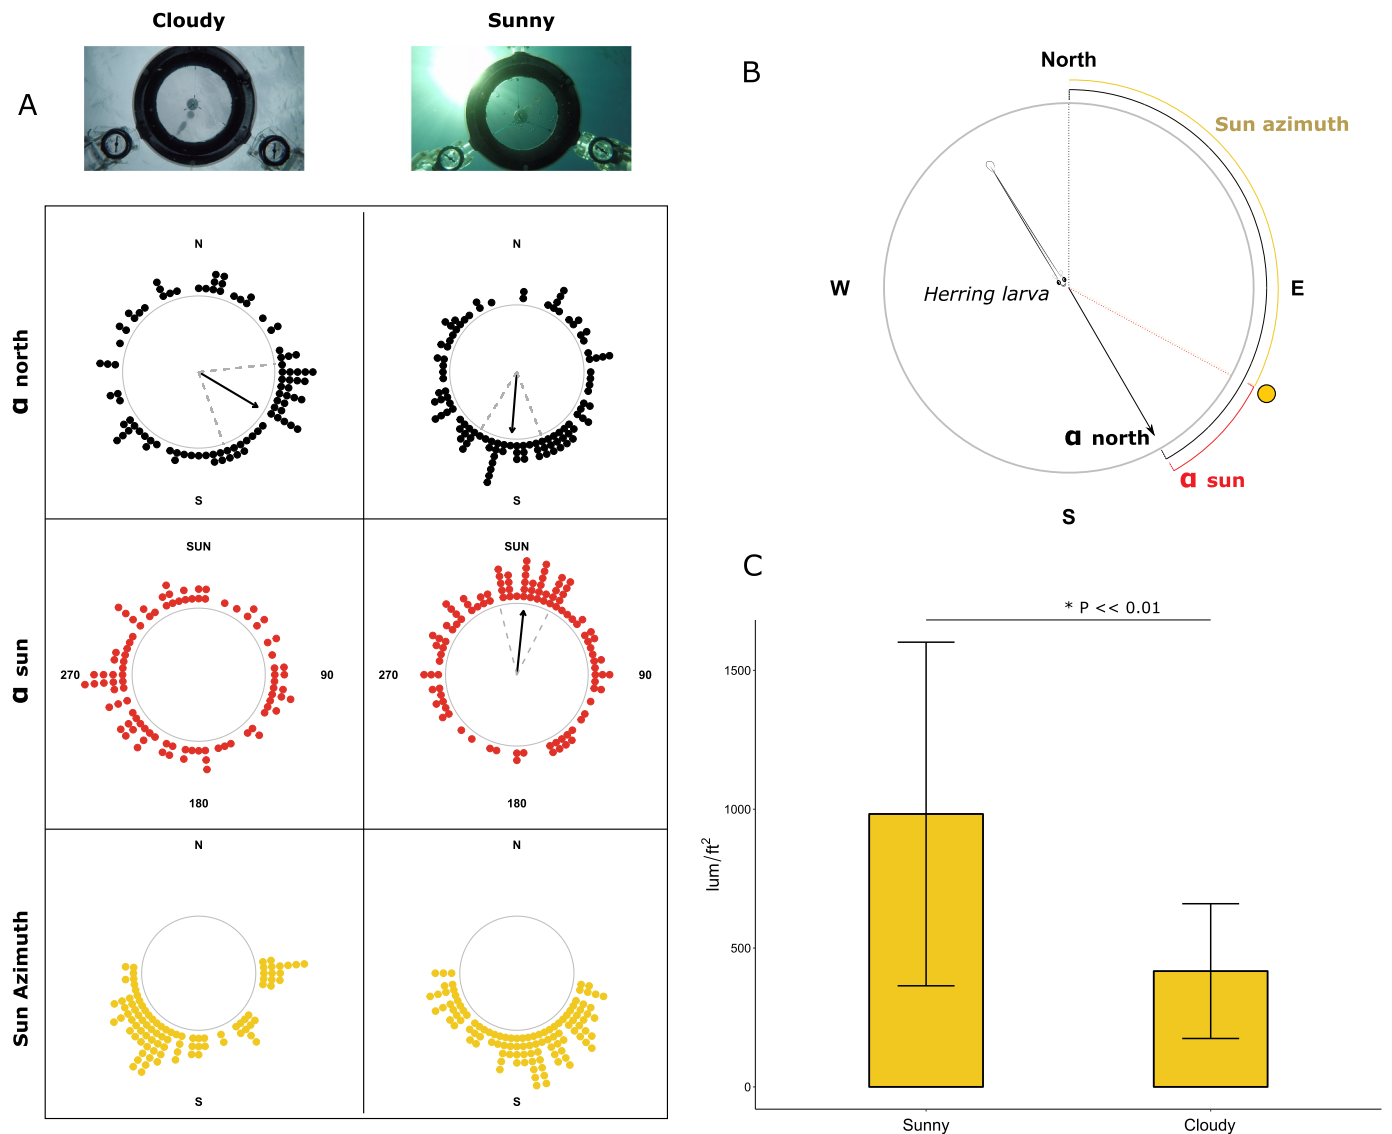 Cloudy
Sunny
A
ɑ north
N
S
N
S
ɑ sun
SUN
270
90
180
SUN
270
90
180
Sun Azimuth
N
S
N
S
B
North
Sun azimuth
W
E
Herring larva
ɑ north
ɑ sun
S
C
* P << 0.01
1500
1000
500
0
lum/ft²
Sunny
Cloudy